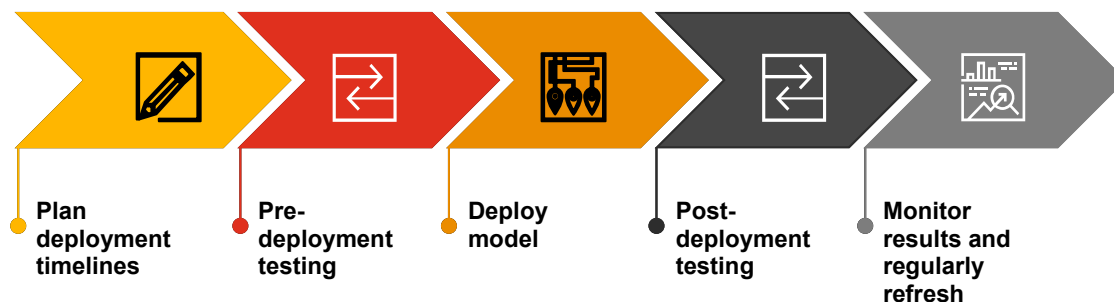 Plan
deployment
timelines
Pre-
deployment
testing
Deploy
model
Post-
deployment
testing
Monitor
results and
regularly
refresh